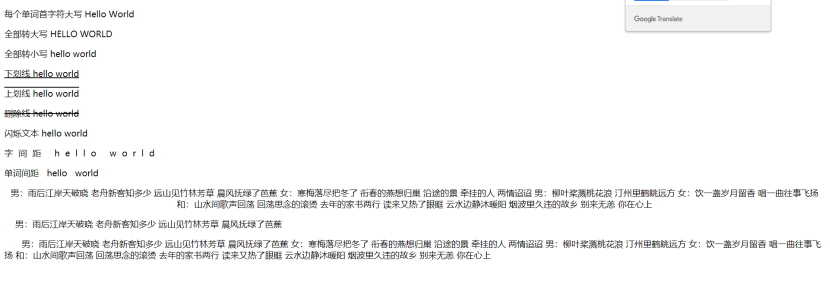 每个单词首字符大写 Hello World
Google Translate
全部转大写 HELLO WORLD
全部转小写 hello world
下划线 hello world
上划线 hello world
删除线 hello world
闪烁文本 hello world
字 间 距 h e l l o w o r l d
单词间距 hello world
男：雨后江岸天破晓 老舟新客知多少 远山见竹林芳草 晨风抚绿了芭蕉 女：寒梅落尽把冬了 衔春的燕想归巢 沿途的景 牵挂的人 两情迢迢 男：柳叶桨溅桃花浪 汀州里鹤眺远方 女：饮一盏岁月留香 唱一曲往事飞扬
和：山水间歌声回荡 回荡思念的滚烫 去年的家书两行 读来又热了眼眶 云水边静沐暖阳 烟波里久违的故乡 别来无恙 你在心上
男：雨后江岸天破晓 老舟新客知多少 远山见竹林芳草 晨风抚绿了芭蕉
男：雨后江岸天破晓 老舟新客知多少 远山见竹林芳草 晨风抚绿了芭蕉 女：寒梅落尽把冬了 衔春的燕想归巢 沿途的景 牵挂的人 两情迢迢 男：柳叶桨溅桃花浪 汀州里鹤眺远方 女：饮一盏岁月留香 唱一曲往事飞
扬 和：山水间歌声回荡 回荡思念的滚烫 去年的家书两行 读来又热了眼眶 云水边静沐暖阳 烟波里久违的故乡 别来无恙 你在心上